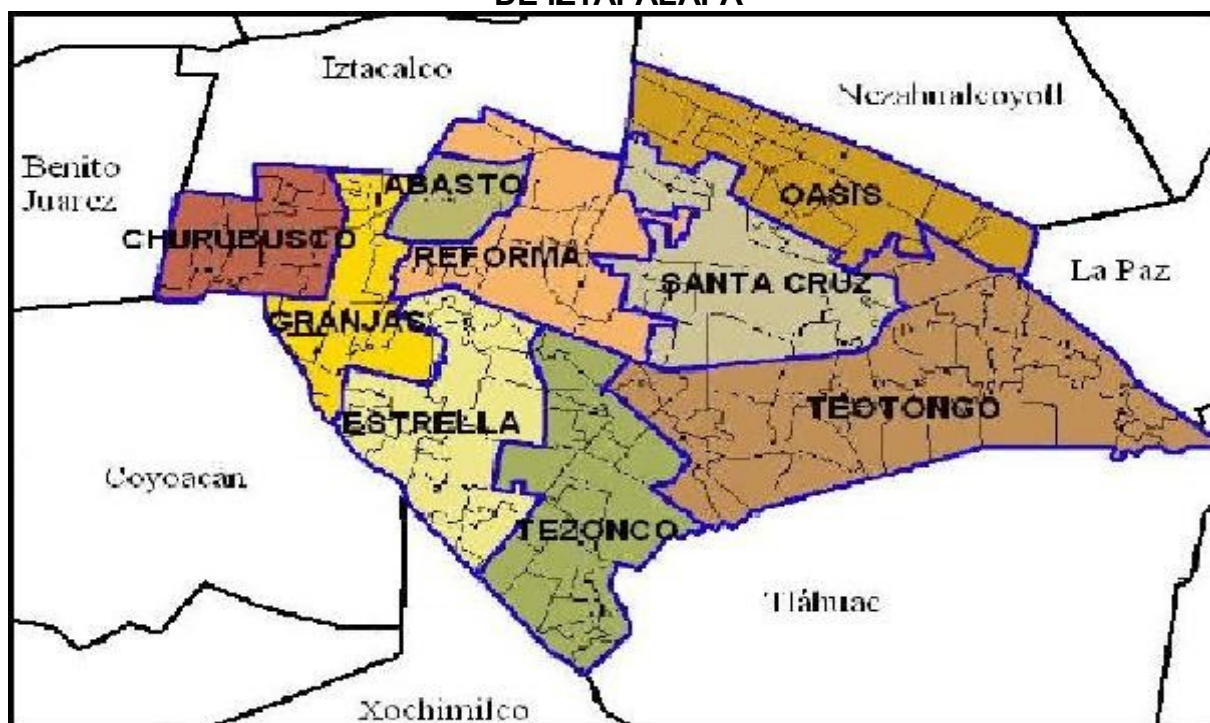 DE IZTAPALAPA
Iztacalco
Nezahualcoyotl
Benito
Juarez
ABASTO
OASIS
CHURUBUSCO
REFORMA
SANTA CRUZ
La Paz
GRANJAS
ESTRELLA
TEOTONGO
Coyoacán
TEZONCO
Tláhuac
Xochimilco